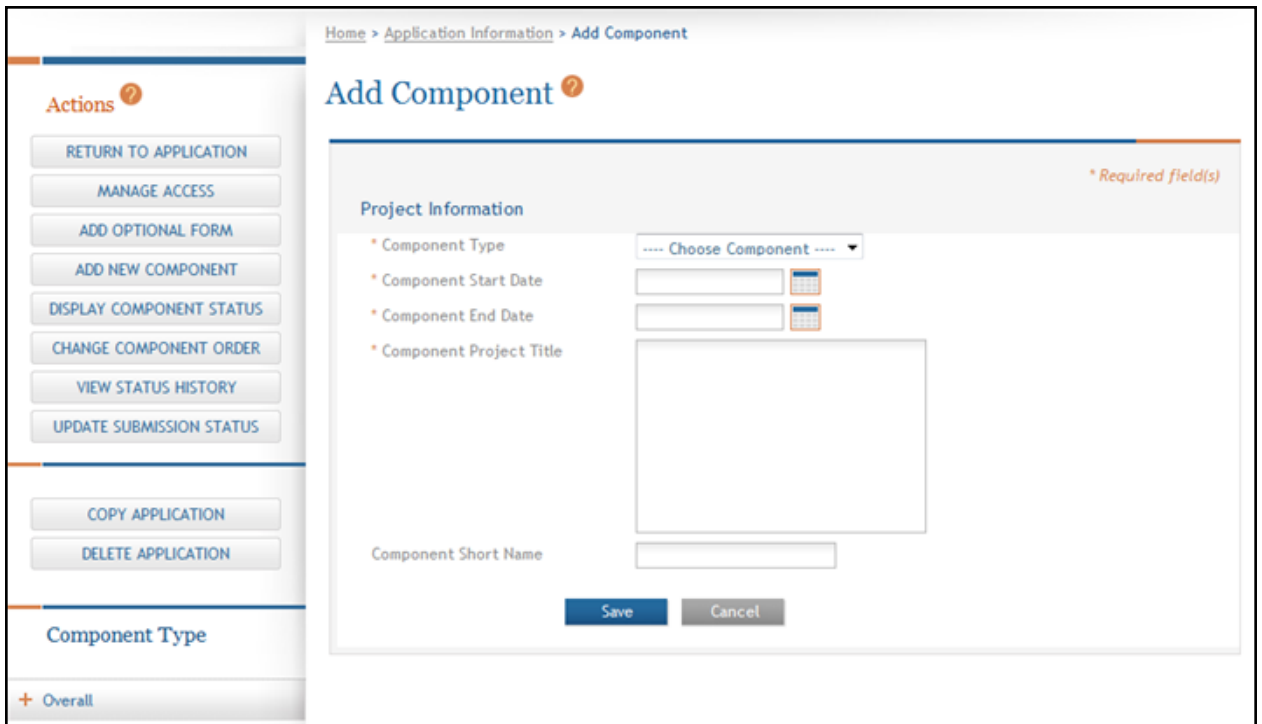 Home > Application Information > Add Component
Actions ?
RETURN TO APPLICATION
MANAGE ACCESS
ADD OPTIONAL FORM
ADD NEW COMPONENT
DISPLAY COMPONENT STATUS
CHANGE COMPONENT ORDER
VIEW STATUS HISTORY
UPDATE SUBMISSION STATUS
COPY APPLICATION
DELETE APPLICATION
Component Type
+ Overall
Add Component ?
* Required field(s)
Project Information
* Component Type ---- Choose Component ----
* Component Start Date
* Component End Date
* Component Project Title
Component Short Name
Save Cancel